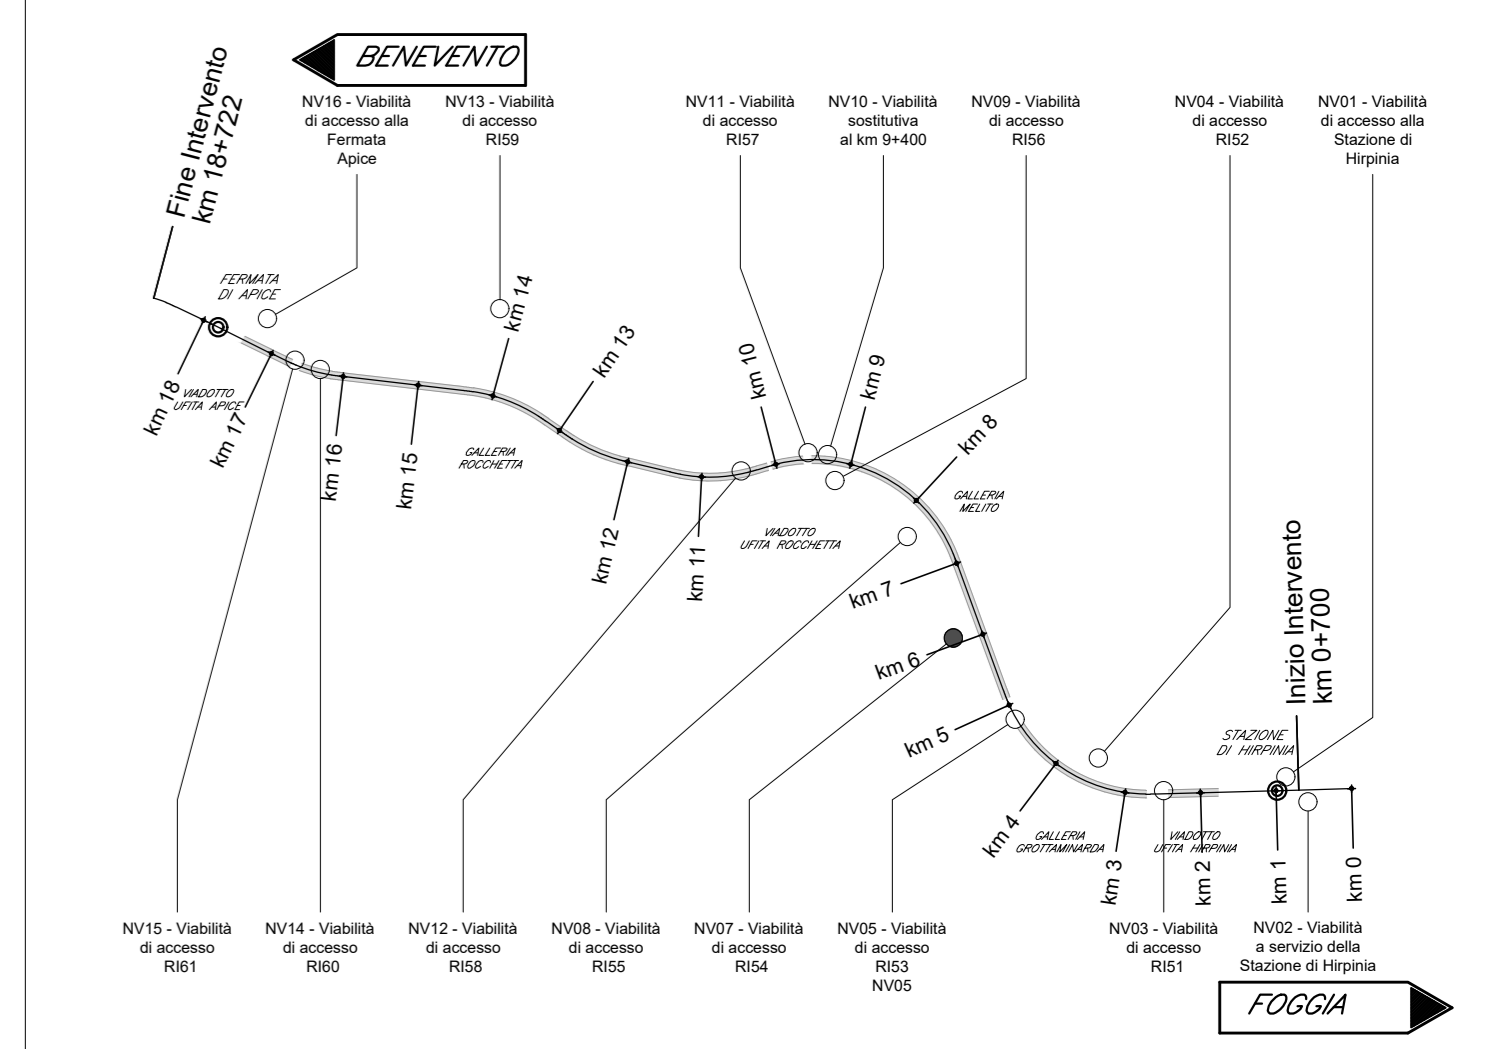 BENEVENTO
NV16 - Viabilità
di accesso alla
Fermata
Apice
NV13 - Viabilità
di accesso
RI59
NV11 - Viabilità
di accesso
RI57
NV10 - Viabilità
sostitutiva
al km 9+400
NV09 - Viabilità
di accesso
RI56
NV04 - Viabilità
di accesso
RI52
NV01 - Viabilità
di accesso alla
Stazione di
Hirpinia
Fine Intervento
km 18+722
FERMATA
DI APICE
km 18
VIADOTTO
UFITA APICE
km 17
km 16
km 15
km 14
GALLERIA
ROCCHETTA
km 13
km 12
km 11
km 10
VIADOTTO
UFITA ROCCHETTA
km 9
km 8
GALLERIA
MELITO
km 7
km 6
km 5
km 4
GALLERIA
GROTTAMINARDA
km 3
VIADOTTO
UFITA HIRPINIA
km 2
STAZIONE
DI HIRPINIA
Inizio Intervento
km 0+700
km 1
km 0
NV15 - Viabilità
di accesso
RI61
NV14 - Viabilità
di accesso
RI60
NV12 - Viabilità
di accesso
RI58
NV08 - Viabilità
di accesso
RI55
NV07 - Viabilità
di accesso
RI54
NV05 - Viabilità
di accesso
RI53
NV05
NV03 - Viabilità
di accesso
RI51
NV02 - Viabilità
a servizio della
Stazione di Hirpinia
FOGGIA